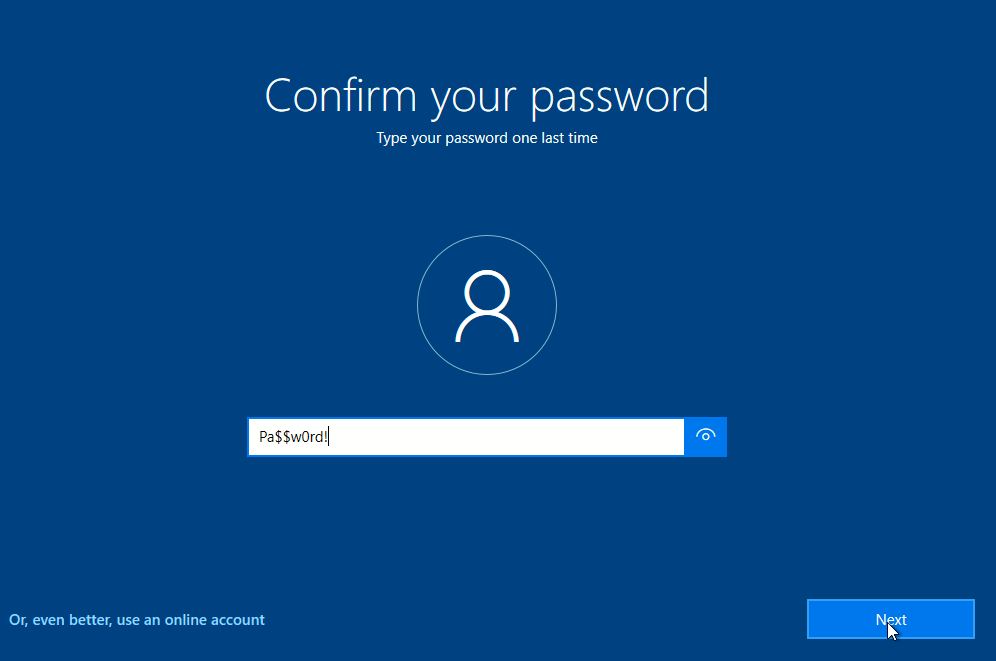 Confirm your password
Type your password one last time
Pa$$w0rd!
Or, even better, use an online account
Next